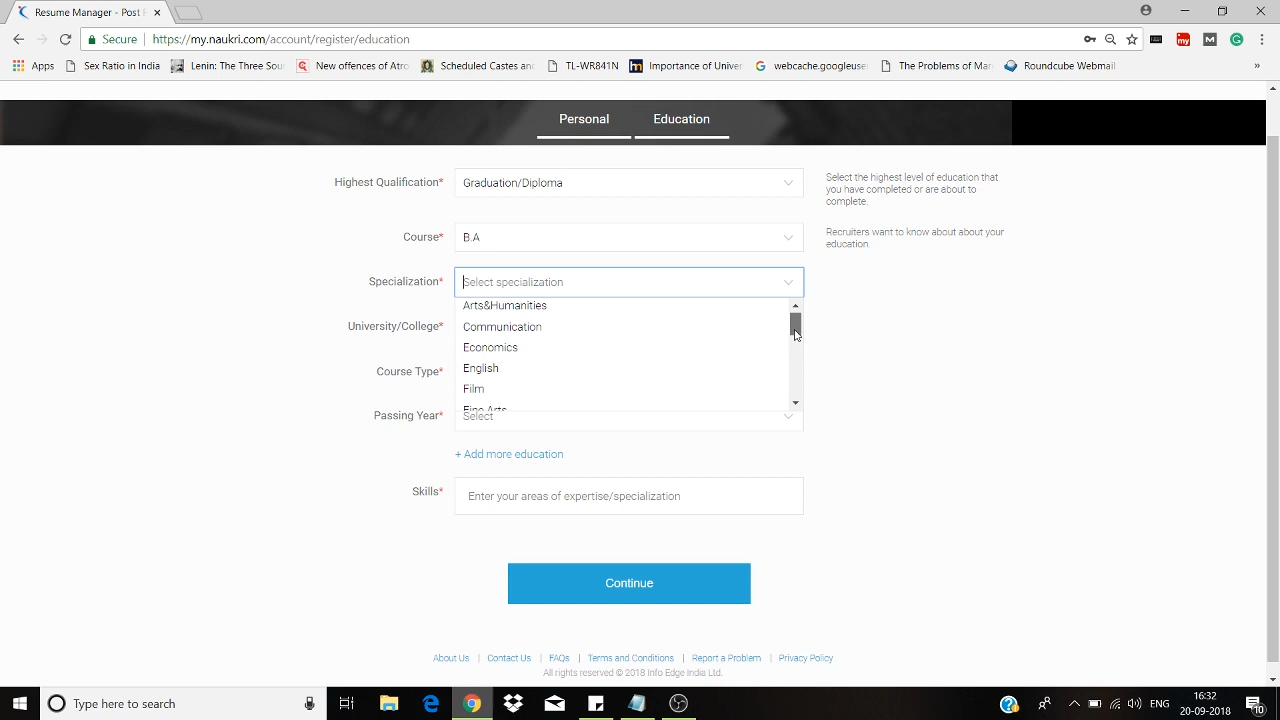 Resume Manager - Post F
Secure
https://my.naukri.com/account/register/education
Apps
Sex Ratio in India
Lenin: The Three Sou
New offences of Atro
Scheduled Castes and
TL-WR841N
Importance of Univer
webcache.googleuse
The Problems of Mar
Roundcube Webmail
»
Personal
Education
Highest Qualification*
Graduation/Diploma
Select the highest level of education that
you have completed or are about to
complete.
Course*
B.A
Recruiters want to know about about your
education.
Specialization*
Select specialization
Arts&Humanities
University/College*
Communication
Economics
Course Type*
English
Film
Fine Arts
Passing Year*
Select
+ Add more education
Skills*
Enter your areas of expertise/specialization
Continue
About Us | Contact Us | FAQs | Terms and Conditions | Report a Problem | Privacy Policy
All rights reserved © 2018 Info Edge India Ltd.
Type here to search
ENG
16:32
20-09-2018